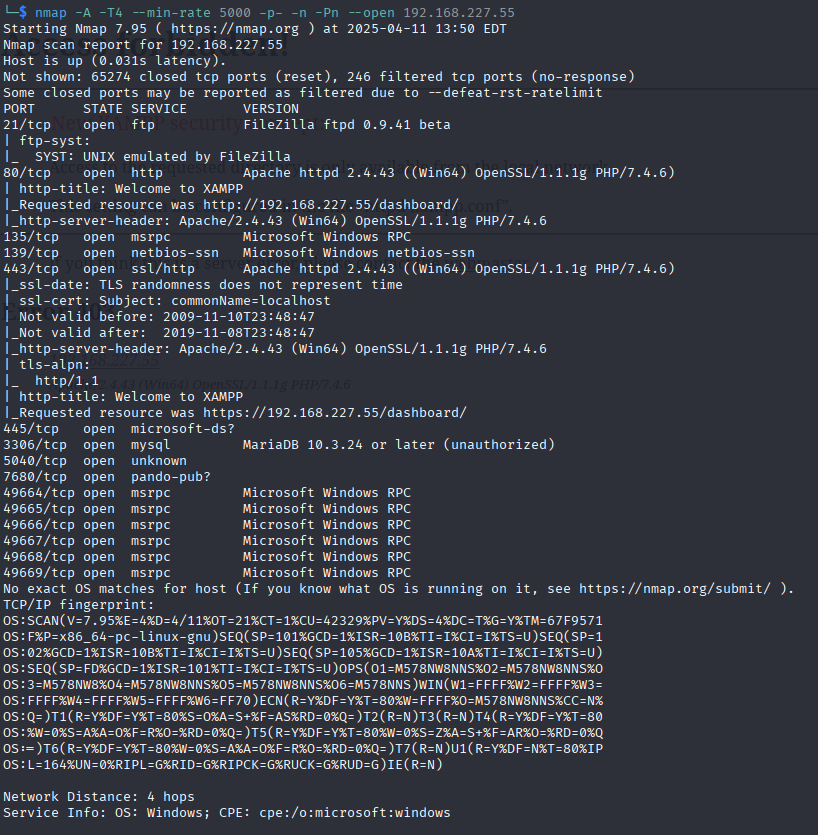 └─$ nmap -A -T4 --min-rate 5000 -p- -n -Pn --open 192.168.227.55
Starting Nmap 7.95 ( https://nmap.org ) at 2025-04-11 13:50 EDT
Nmap scan report for 192.168.227.55
Host is up (0.031s latency).
Not shown: 65274 closed tcp ports (reset), 246 filtered tcp ports (no-response)
Some closed ports may be reported as filtered due to --defeat-rst-ratelimit
PORT      STATE SERVICE       VERSION
21/tcp    open  ftp           FileZilla ftpd 0.9.41 beta
| ftp-syst:
|_  SYST: UNIX emulated by FileZilla
80/tcp    open  http          Apache httpd 2.4.43 ((Win64) OpenSSL/1.1.1g PHP/7.4.6)
| http-title: Welcome to XAMPP
|_Requested resource was http://192.168.227.55/dashboard/
|_http-server-header: Apache/2.4.43 (Win64) OpenSSL/1.1.1g PHP/7.4.6
135/tcp   open  msrpc         Microsoft Windows RPC
139/tcp   open  netbios-ssn   Microsoft Windows netbios-ssn
443/tcp   open  ssl/http      Apache httpd 2.4.43 ((Win64) OpenSSL/1.1.1g PHP/7.4.6)
|_ssl-date: TLS randomness does not represent time
| ssl-cert: Subject: commonName=localhost
| Not valid before: 2009-11-10T23:48:47
|_Not valid after:  2019-11-08T23:48:47
|_http-server-header: Apache/2.4.43 (Win64) OpenSSL/1.1.1g PHP/7.4.6
| tls-alpn:
|_  http/1.1
| http-title: Welcome to XAMPP
|_Requested resource was https://192.168.227.55/dashboard/
445/tcp   open  microsoft-ds?
3306/tcp  open  mysql         MariaDB 10.3.24 or later (unauthorized)
5040/tcp  open  unknown
7680/tcp  open  pando-pub?
49664/tcp open  msrpc         Microsoft Windows RPC
49665/tcp open  msrpc         Microsoft Windows RPC
49666/tcp open  msrpc         Microsoft Windows RPC
49667/tcp open  msrpc         Microsoft Windows RPC
49668/tcp open  msrpc         Microsoft Windows RPC
49669/tcp open  msrpc         Microsoft Windows RPC
No exact OS matches for host (If you know what OS is running on it, see https://nmap.org/submit/ ).
TCP/IP fingerprint:
OS:SCAN(V=7.95%E=4%D=4/11%OT=21%CT=1%CU=42329%PV=Y%DS=4%DC=T%G=Y%TM=67F9571
OS:F%P=x86_64-pc-linux-gnu)SEQ(SP=101%GCD=1%ISR=10B%TI=I%CI=I%TS=U)SEQ(SP=1
OS:02%GCD=1%ISR=10B%TI=I%CI=I%TS=U)SEQ(SP=105%GCD=1%ISR=10A%TI=I%CI=I%TS=U)
OS:SEQ(SP=FD%GCD=1%ISR=101%TI=I%CI=I%TS=U)OPS(O1=M578NW8NNS%O2=M578NW8NNS%O
OS:3=M578NW8%O4=M578NW8NNS%O5=M578NW8NNS%O6=M578NNS)WIN(W1=FFFF%W2=FFFF%W3=
OS:FFFF%W4=FFFF%W5=FFFF%W6=FF70)ECN(R=Y%DF=Y%T=80%W=FFFF%O=M578NW8NNS%CC=N%
OS:Q=)T1(R=Y%DF=Y%T=80%S=O%A=S+%F=AS%RD=0%Q=)T2(R=N)T3(R=N)T4(R=Y%DF=Y%T=80
OS:%W=0%S=A%A=O%F=R%O=%RD=0%Q=)T5(R=Y%DF=Y%T=80%W=0%S=Z%A=S+%F=AR%O=%RD=0%Q
OS:=)T6(R=Y%DF=Y%T=80%W=0%S=A%A=O%F=R%O=%RD=0%Q=)T7(R=N)U1(R=Y%DF=N%T=80%IP
OS:L=164%UN=0%RIPL=G%RID=G%RIPCK=G%RUCK=G%RUD=G)IE(R=N)
Network Distance: 4 hops
Service Info: OS: Windows; CPE: cpe:/o:microsoft:windows